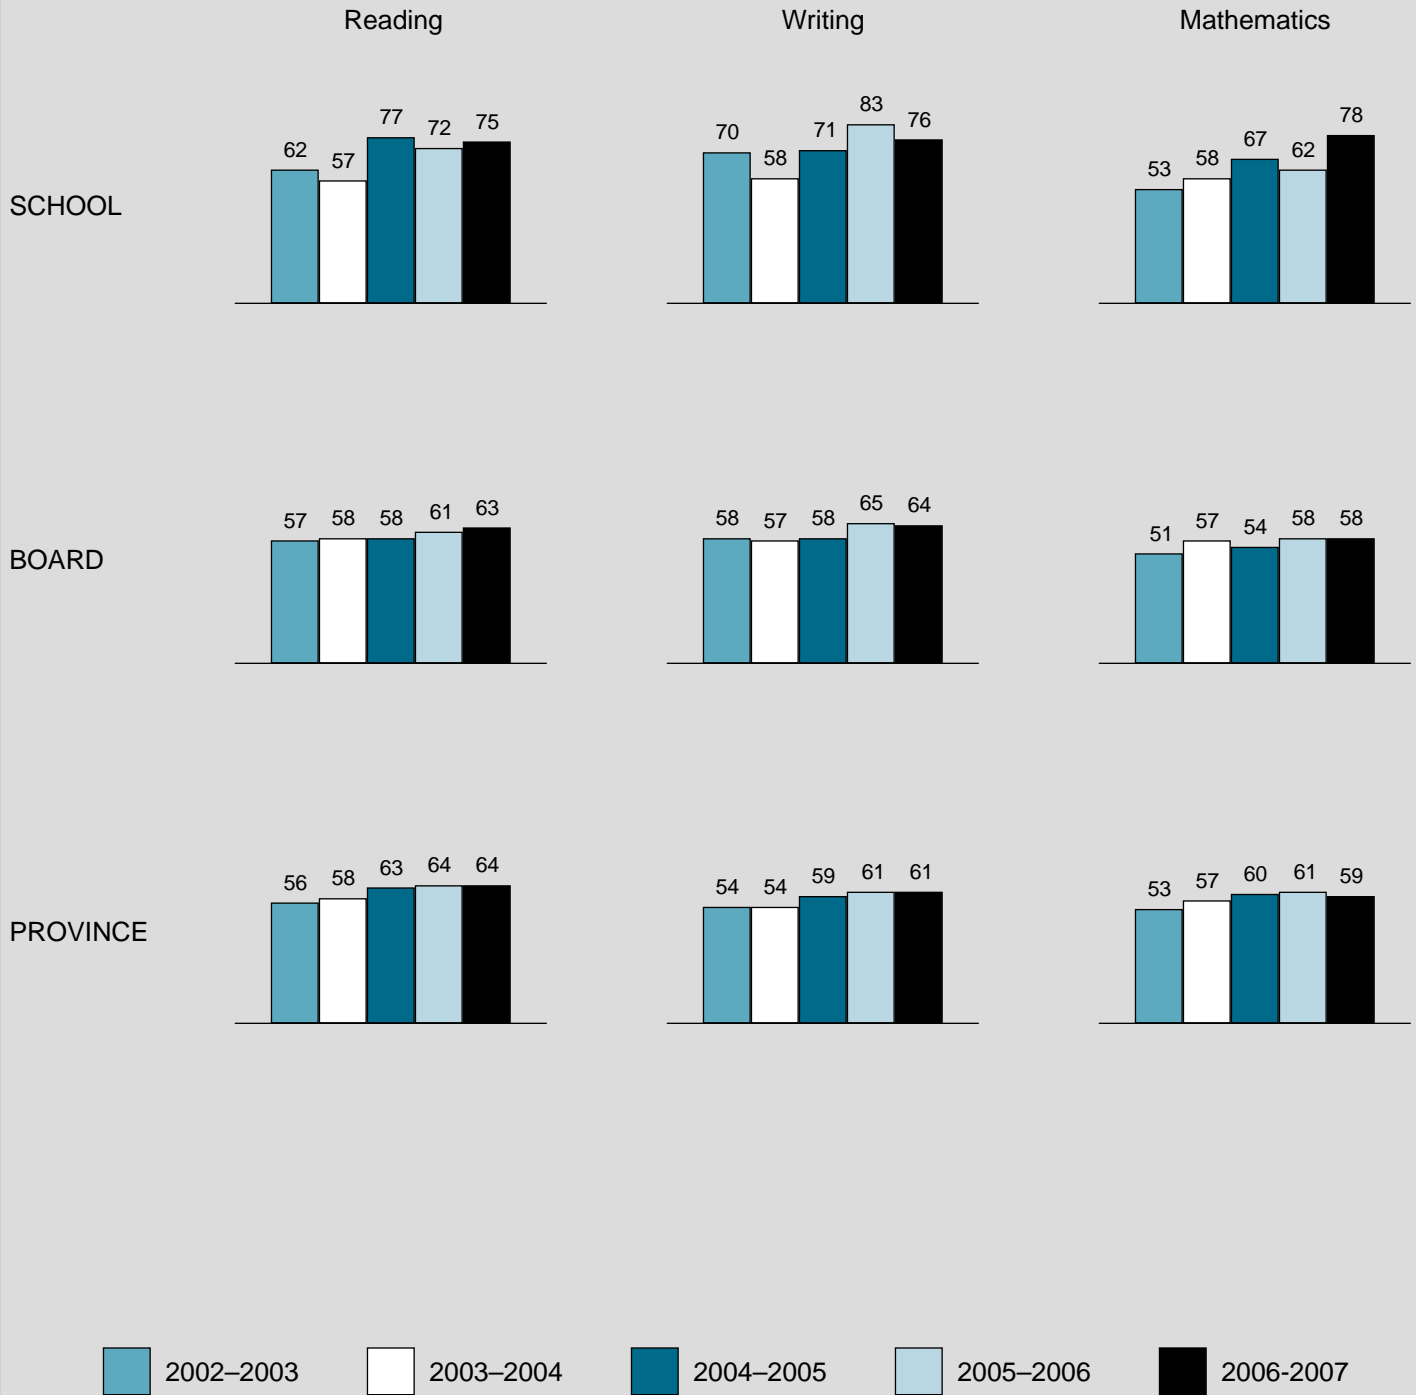 Reading Writing Mathematics
62 57 77 72 75 70 58 71 83 76 53 58 67 62 78
SCHOOL
57 58 58 61 63 58 57 58 65 64 51 57 54 58 58
BOARD
56 58 63 64 64 54 54 59 61 61 53 57 60 61 59
PROVINCE
2002–2003 2003–2004 2004–2005 2005–2006 2006-2007